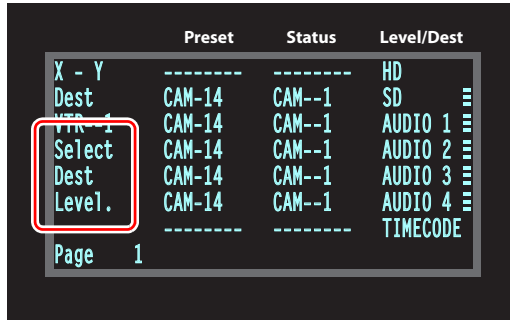 Preset Status Level/Dest
X - Y -------- -------- HD
Dest CAM-14 CAM--1 SD
VTR--1 CAM-14 CAM--1 AUDIO 1
Select CAM-14 CAM--1 AUDIO 2
Dest CAM-14 CAM--1 AUDIO 3
Level. CAM-14 CAM--1 AUDIO 4
-------- -------- TIMECODE
Page 1